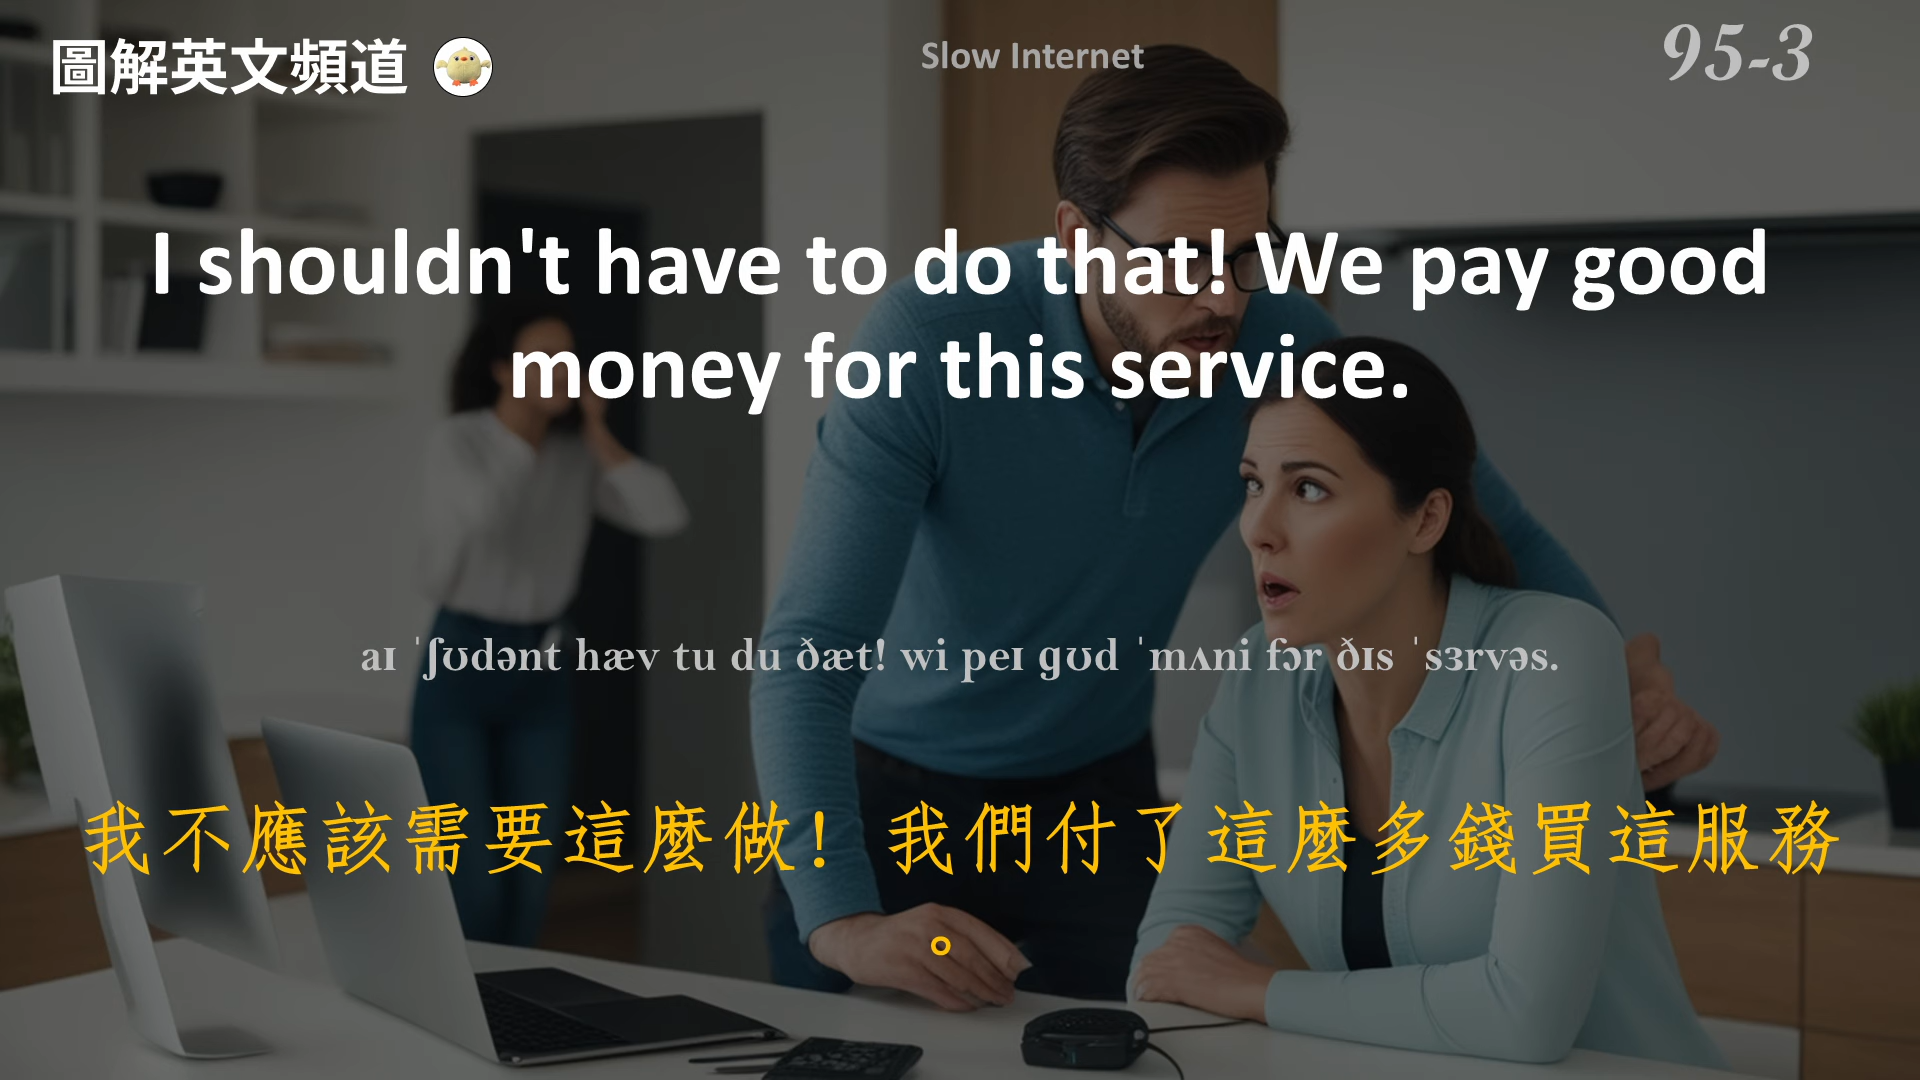 圖解英文頻道
Slow Internet
95-3
I shouldn't have to do that! We pay good
money for this service.
aɪ ˈʃʊdənt hæv tu du ðæt! wi peɪ ɡʊd ˈmʌni fɔr ðɪs ˈsɜrvəs.
我不應該需要這麼做！我們付了這麼多錢買這服務
。